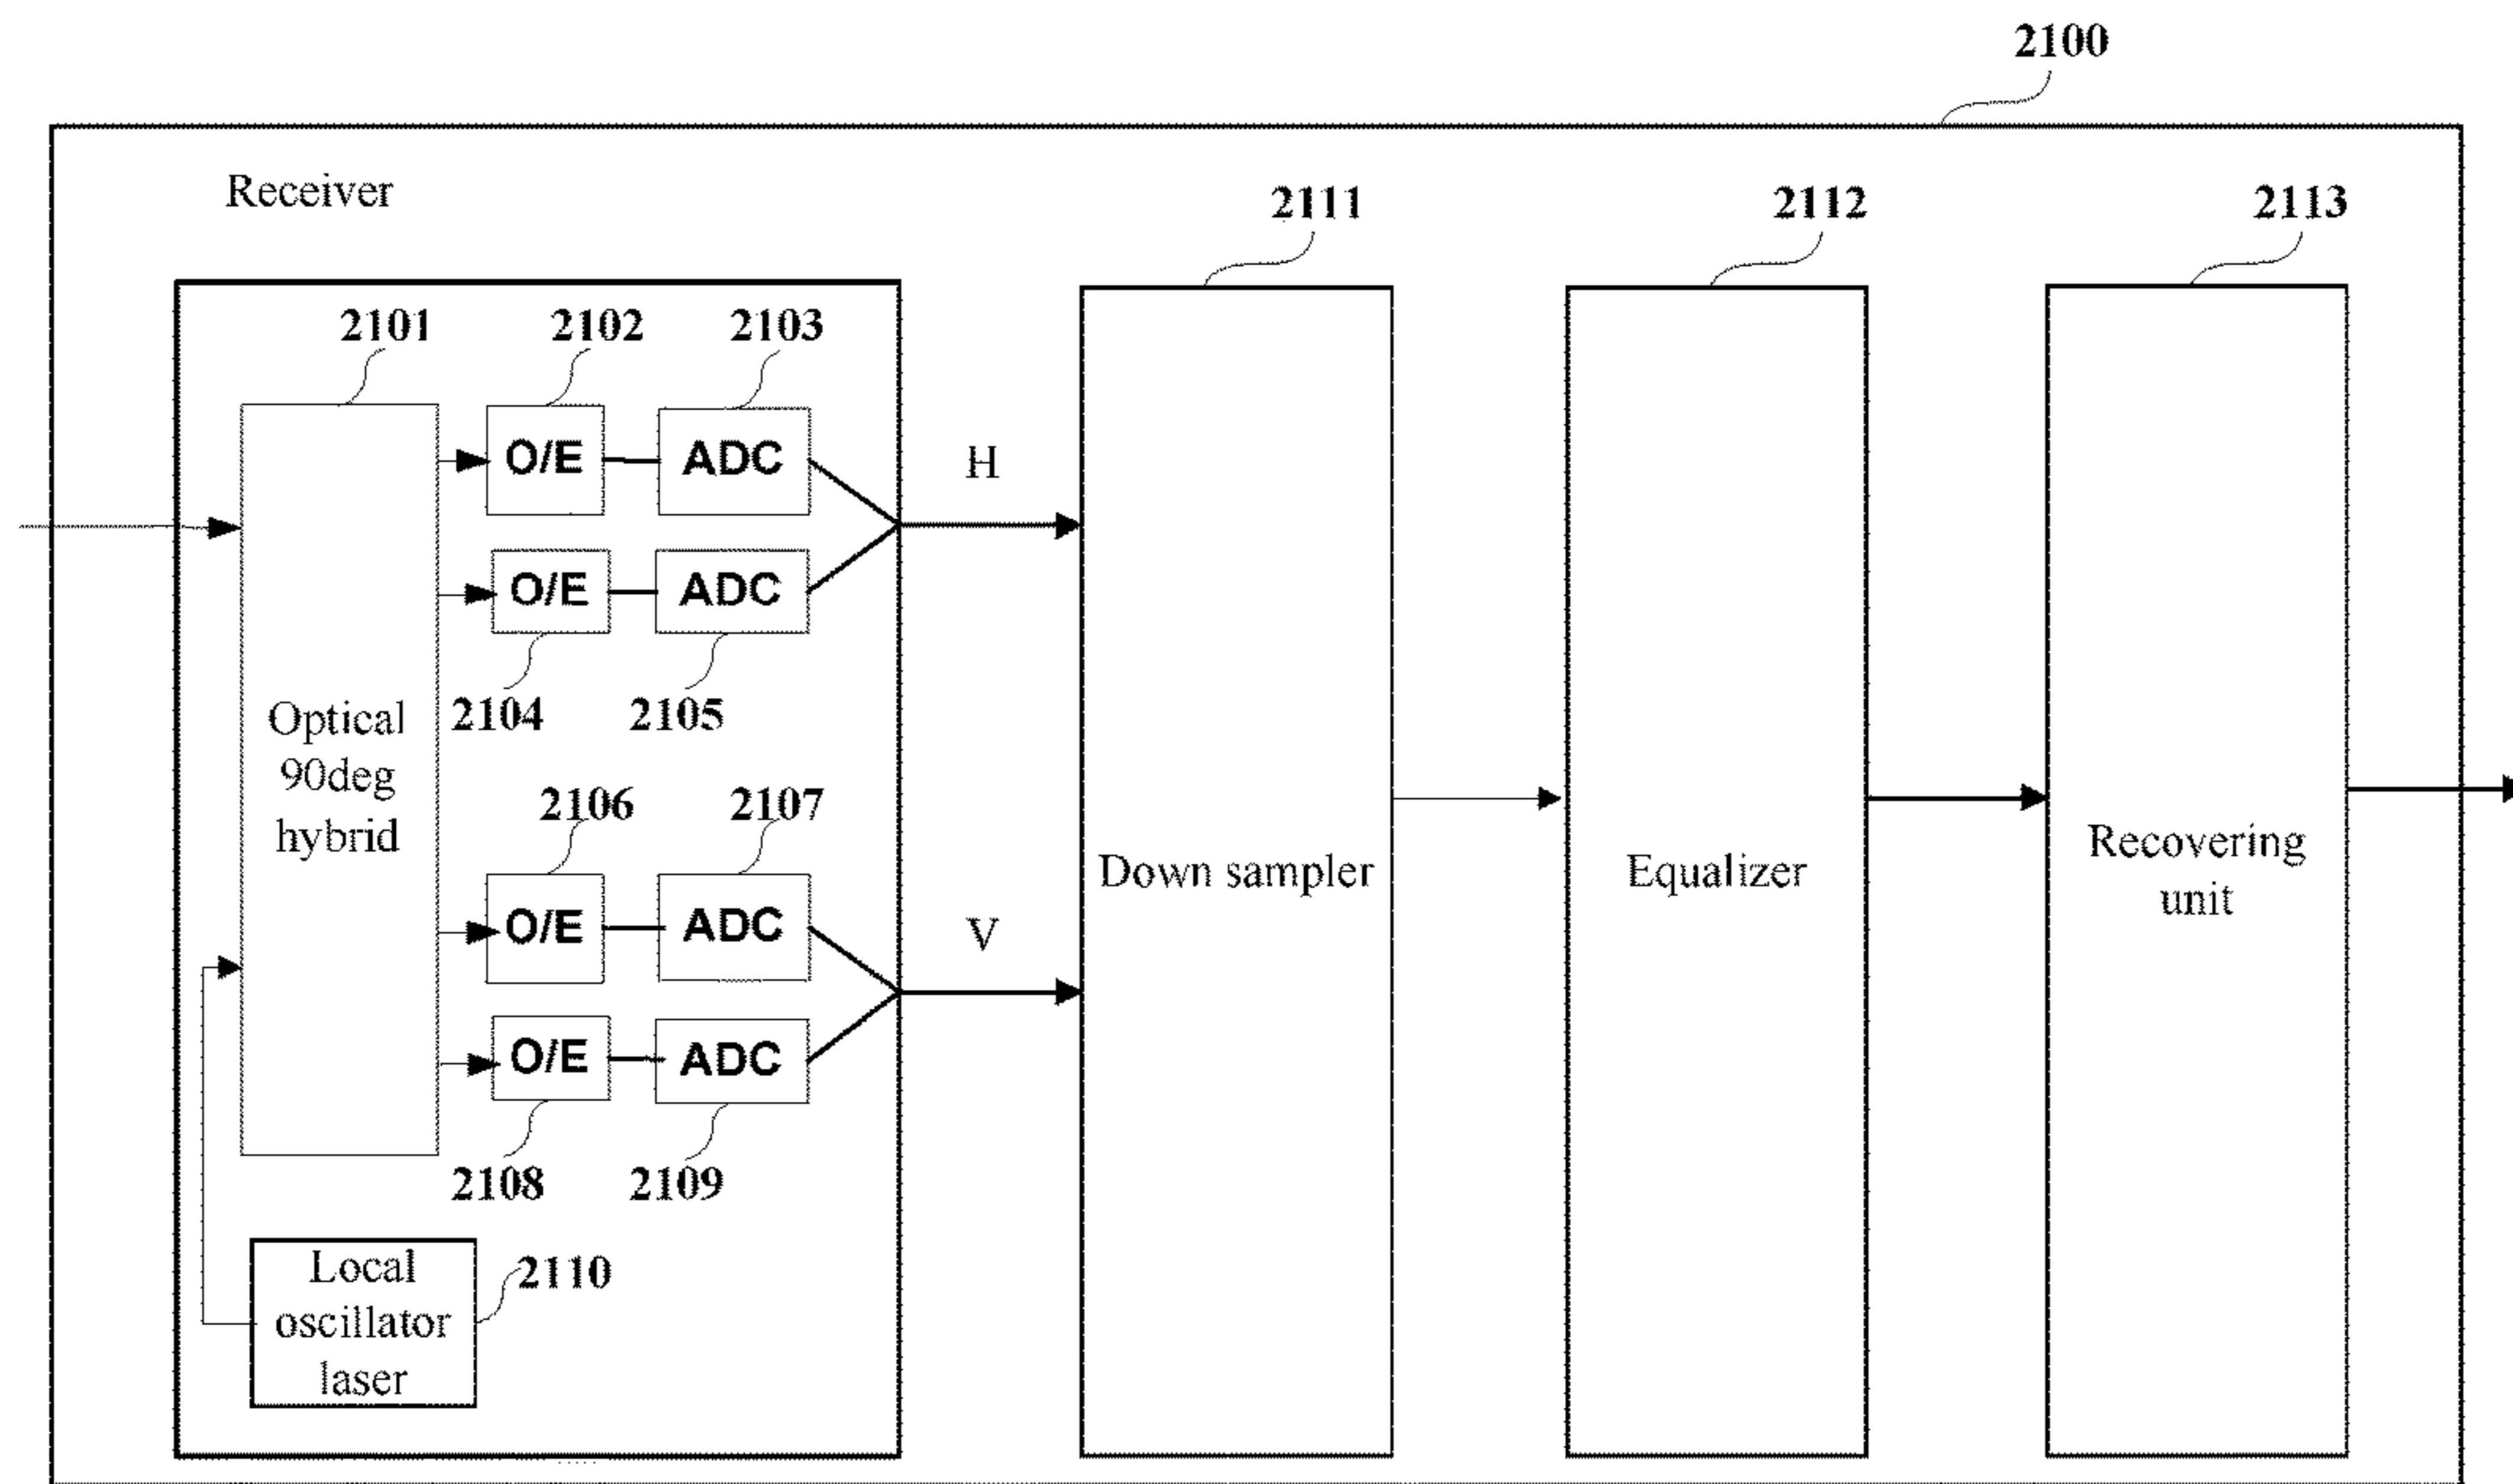 2100
Receiver
2111
2112
2113
2101
2102
2103
O/E
ADC
H
O/E
ADC
2104
2105
Optical
90deg
hybrid
2106
2107
O/E
ADC
V
O/E
ADC
2108
2109
Local
oscillator
laser
2110
Down sampler
Equalizer
Recovering
unit